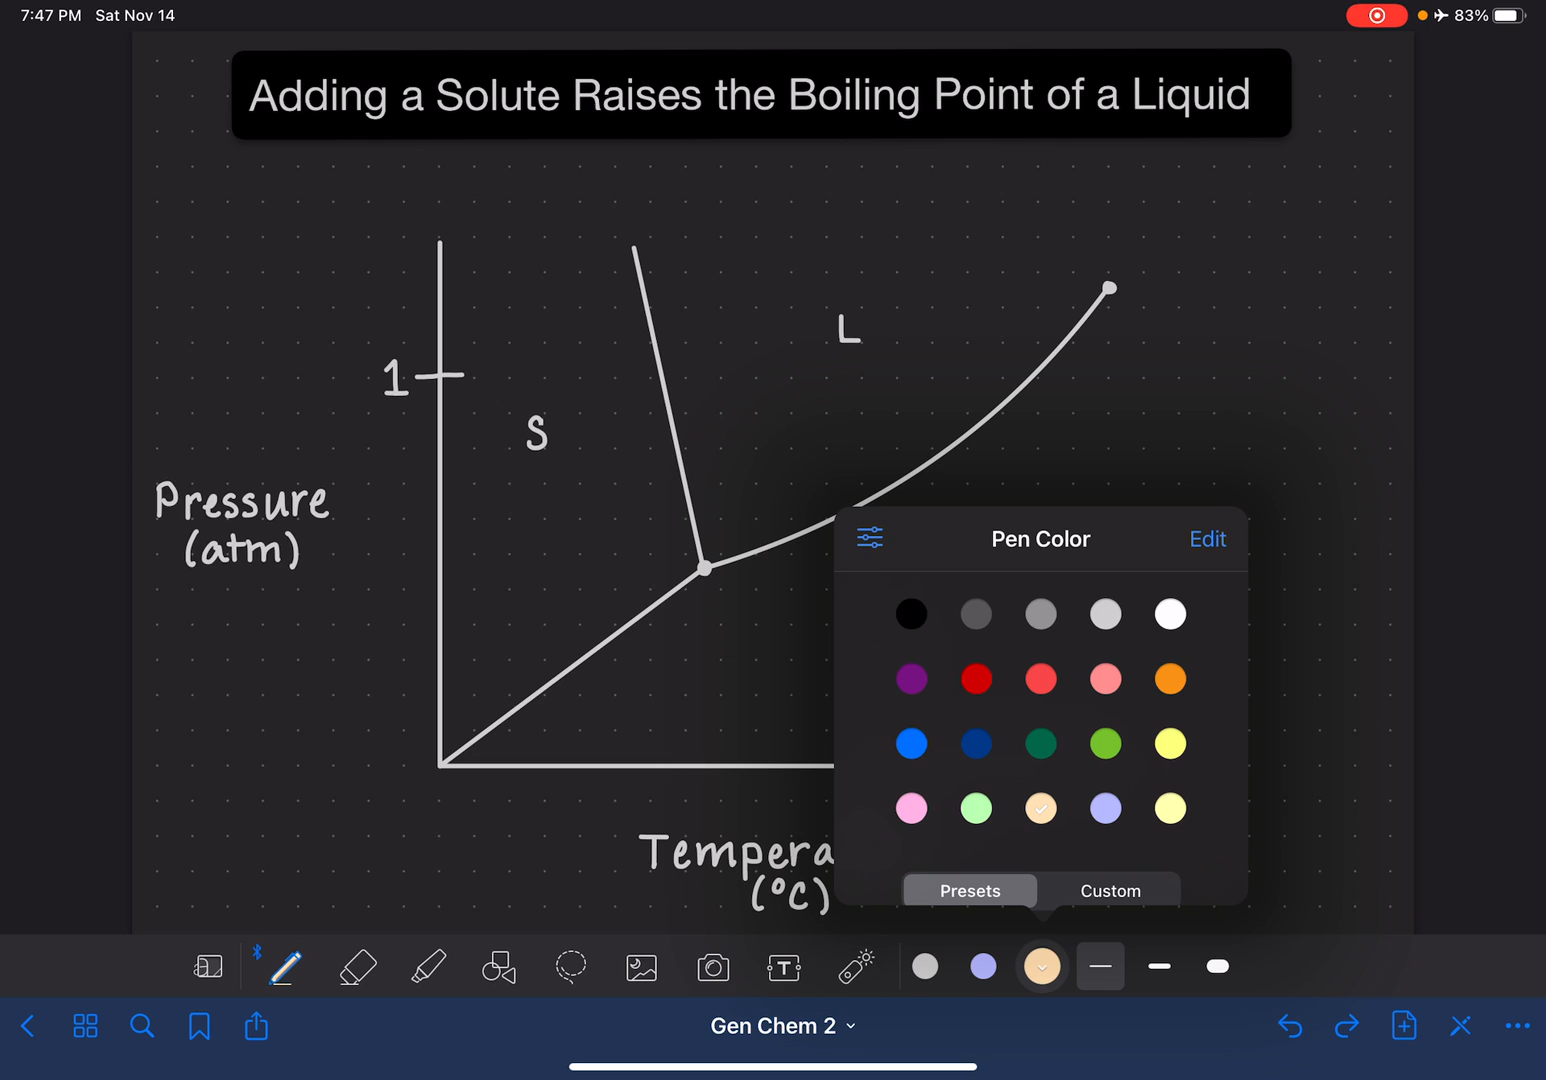 7:47 PM Sat Nov 14
83%
Adding a Solute Raises the Boiling Point of a Liquid
L
1
S
Pressure
(atm)
Pen Color
Edit
Tempera
(°C)
Presets
Custom
T
Gen Chem 2